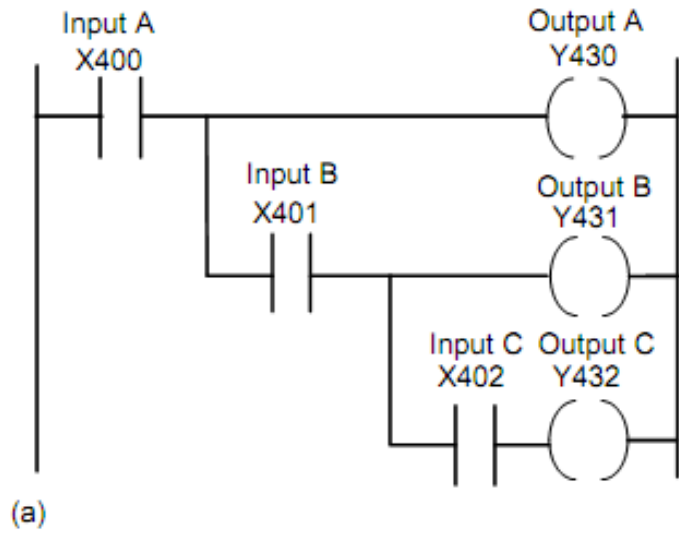 Input A
X400
Output A
Y430
Input B
X401
Output B
Y431
Input C
X402
Output C
Y432
(a)